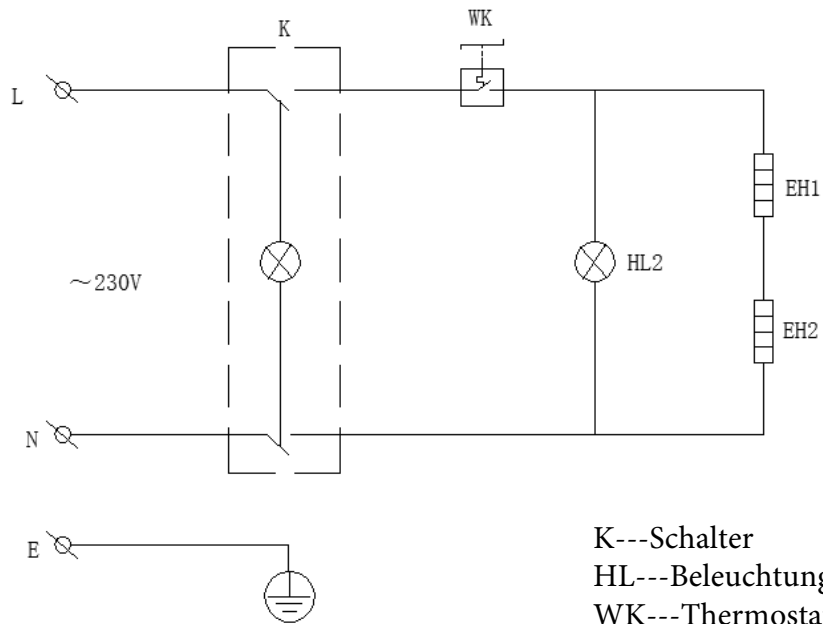 K
WK
L
EH1
~230V
HL2
EH2
N
E
K---Schalter
HL---Beleuchtung
WK---Thermosta